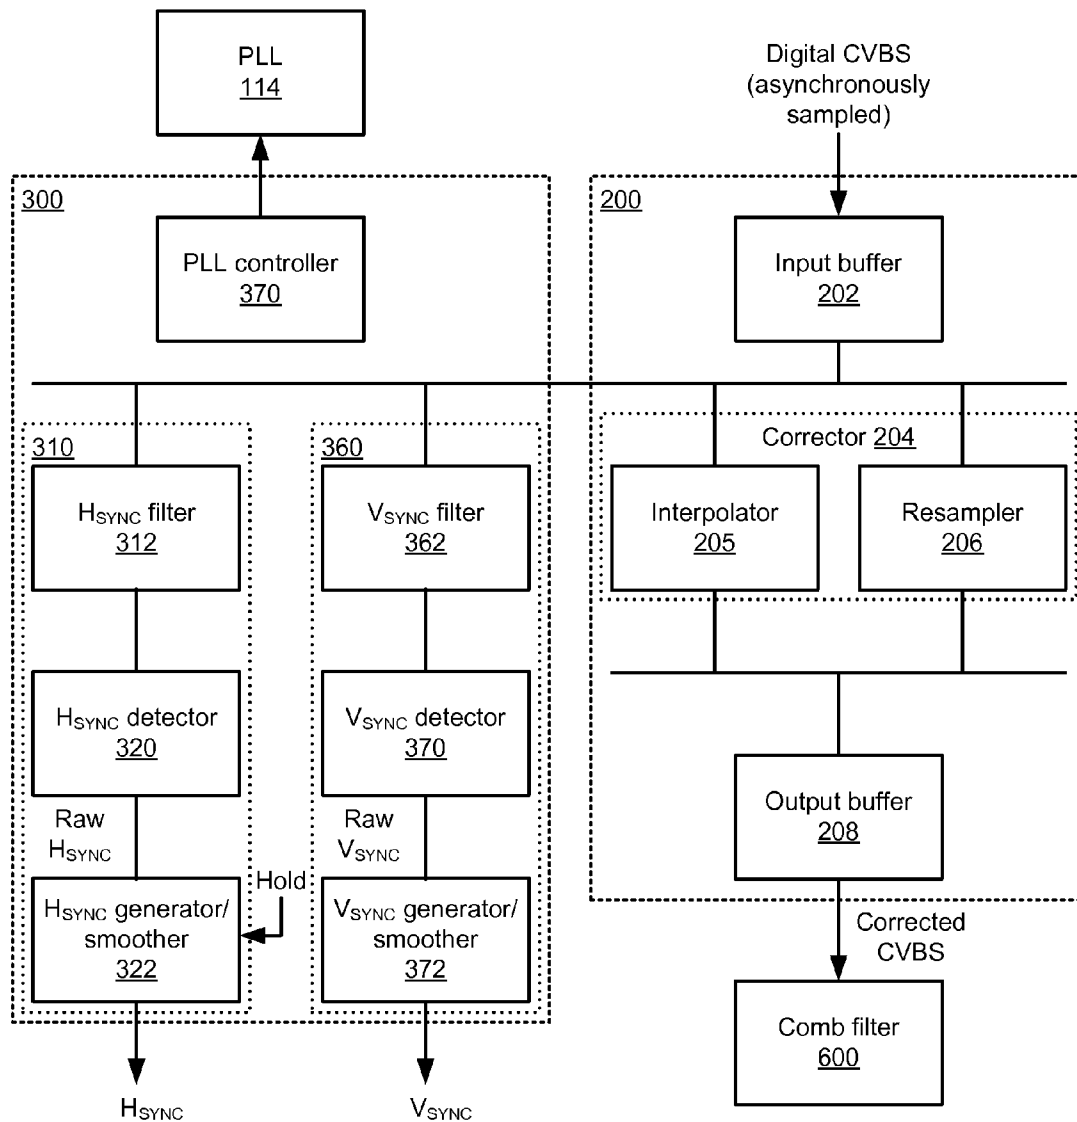 PLL
114
Digital CVBS
(asynchronously
sampled)
300
200
PLL controller
370
Input buffer
202
310
360
Corrector 204
HSYNC filter
312
VSYNC filter
362
Interpolator
205
Resampler
206
HSYNC detector
320
VSYNC detector
370
Output buffer
208
Raw
HSYNC
Raw
VSYNC
Hold
HSYNC generator/
smoother
322
VSYNC generator/
smoother
372
Corrected
CVBS
Comb filter
600
HSYNC
VSYNC